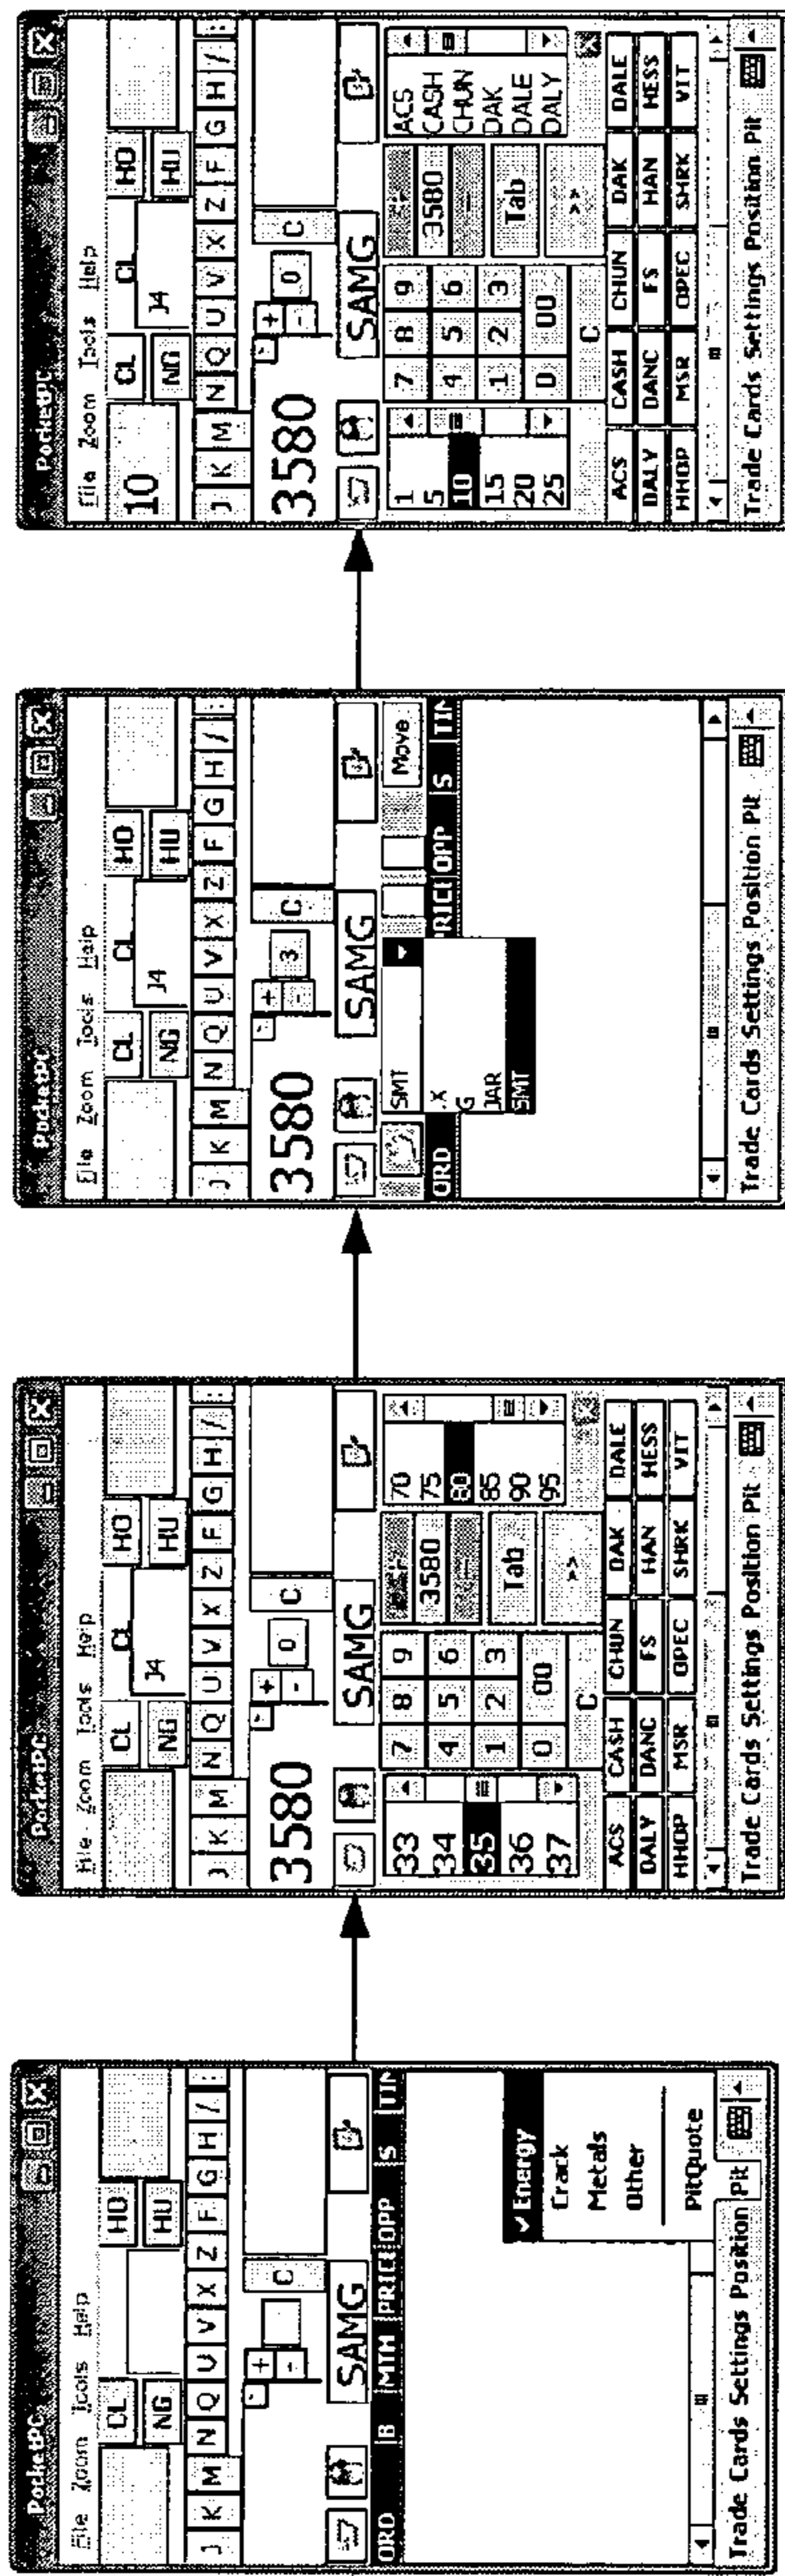 PocketPC
File Zoom Tools Help
CL HO
NG HU
J K M N Q U V X Z F G H /
+
- C
SAMG
ORD B MTM PRICE OPP S TIM
✓ Energy
Crack
Metals
Other
PitQuote
Trade Cards Settings Position Pit
PocketPC
File Zoom Tools Help
CL CL HO
NG J4 HU
J K M N Q U V X Z F G H /
3580 + 0 C
-
SAMG
33 7 8 9 70
34 4 5 6 3580 75
35 1 2 3 80
36 0 00 Tab 85
37 C >> 90
95
ACS CASH CHUN DAK DALE
DALY DANC FS HAN HESS
HHOP MSR OPEC SHRK VIT
Trade Cards Settings Position Pit
PocketPC
File Zoom Tools Help
CL CL HO
NG J4 HU
J K M N Q U V X Z F G H /
3580 + 3 C
-
SAMG
SMT Move
ORD .X PRICE OPP S TIM
G
JAR
SMT
Trade Cards Settings Position Pit
PocketPC
File Zoom Tools Help
10 CL CL HO
NG J4 HU
J K M N Q U V X Z F G H /
3580 + 0 C
-
SAMG
1 7 8 9 ACS
5 4 5 6 3580 CASH
10 1 2 3 CHUN
15 0 00 Tab DAK
20 C >> DALE
25 DALY
ACS CASH CHUN DAK DALE
DALY DANC FS HAN HESS
HHOP MSR OPEC SHRK VIT
Trade Cards Settings Position Pit